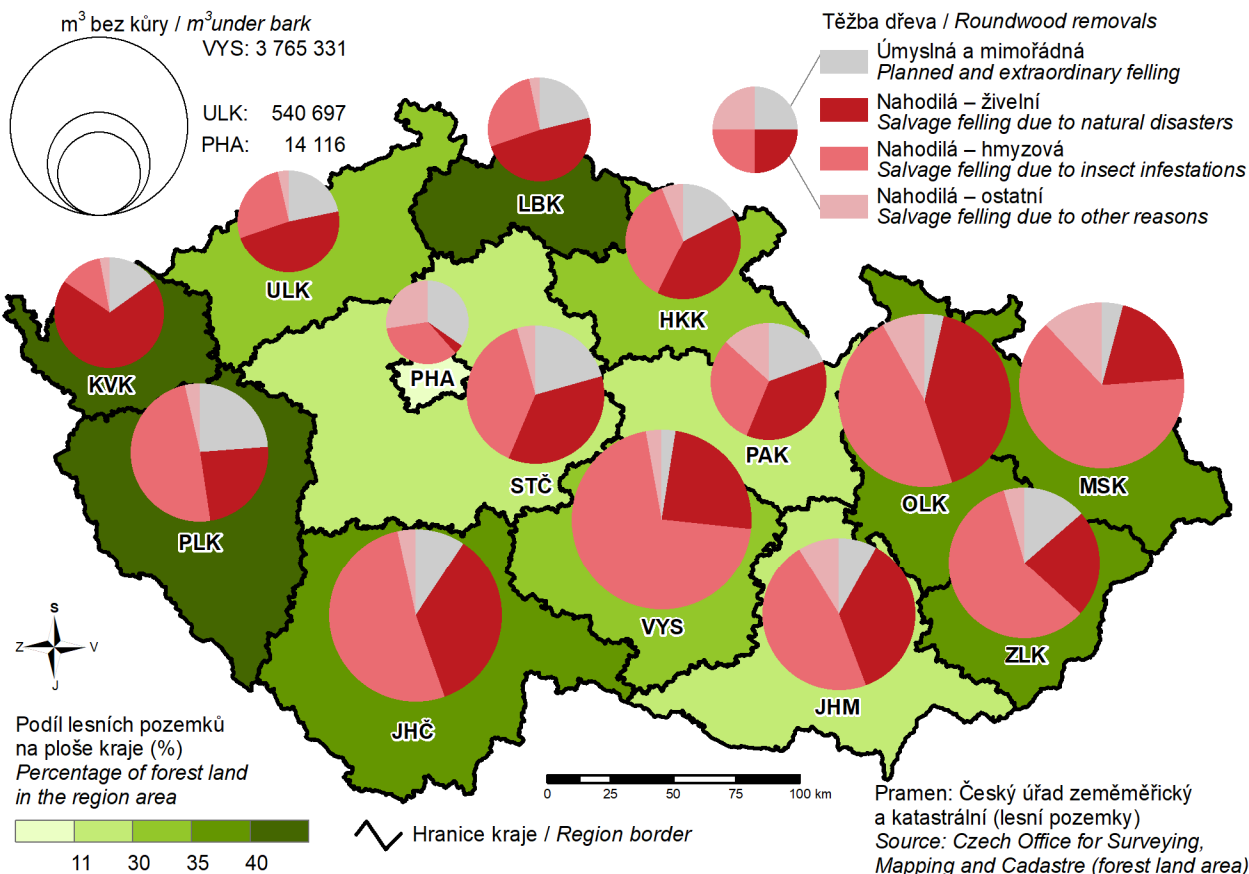 m³ bez kůry / m³under bark
VYS: 3 765 331
ULK: 540 697
PHA: 14 116
Těžba dřeva / Roundwood removals
Úmyslná a mimořádná
Planned and extraordinary felling
Nahodilá – živelní
Salvage felling due to natural disasters
Nahodilá – hmyzová
Salvage felling due to insect infestations
Nahodilá – ostatní
Salvage felling due to other reasons
LBK
ULK
HKK
KVK
PHA
PAK
STČ
MSK
OLK
PLK
VYS
ZLK
JHM
JHČ
S
Z
V
J
Podíl lesních pozemků
na ploše kraje (%)
Percentage of forest land
in the region area
11 30 35 40
Hranice kraje / Region border
0 25 50 75 100 km
Pramen: Český úřad zeměměřický
a katastrální (lesní pozemky)
Source: Czech Office for Surveying,
Mapping and Cadastre (forest land area)